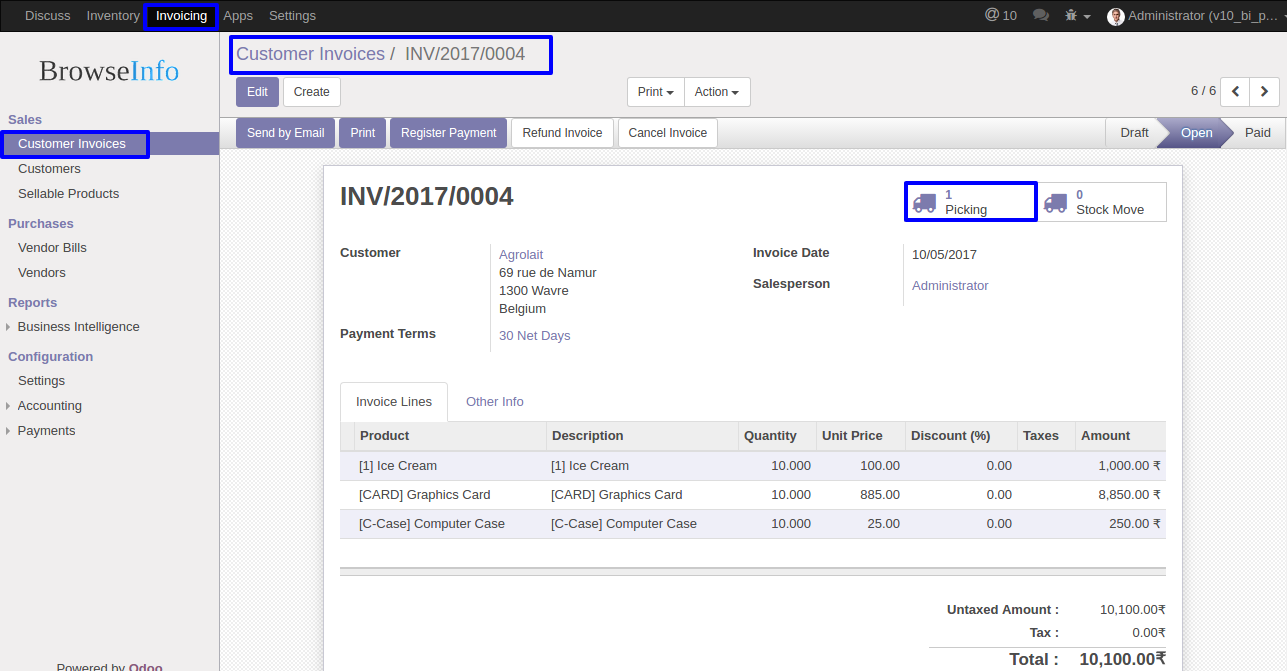 Discuss Inventory Invoicing Apps Settings @ 10 Administrator (v10_bi_p...
BrowseInfo
Sales
Customer Invoices
Customers
Sellable Products
Purchases
Vendor Bills
Vendors
Reports
Business Intelligence
Configuration
Settings
Accounting
Payments
Powered by Odoo
Customer Invoices / INV/2017/0004
Edit Create Print Action 6 / 6
Send by Email Print Register Payment Refund Invoice Cancel Invoice Draft Open Paid
INV/2017/0004
1 Picking
0 Stock Move
Customer
Agrolait
69 rue de Namur
1300 Wavre
Belgium
Payment Terms 30 Net Days
Invoice Date 10/05/2017
Salesperson Administrator
Invoice Lines Other Info
Product Description Quantity Unit Price Discount (%) Taxes Amount
[1] Ice Cream [1] Ice Cream 10.000 100.00 0.00 1,000.00 ₹
[CARD] Graphics Card [CARD] Graphics Card 10.000 885.00 0.00 8,850.00 ₹
[C-Case] Computer Case [C-Case] Computer Case 10.000 25.00 0.00 250.00 ₹
Untaxed Amount : 10,100.00₹
Tax : 0.00₹
Total : 10,100.00₹